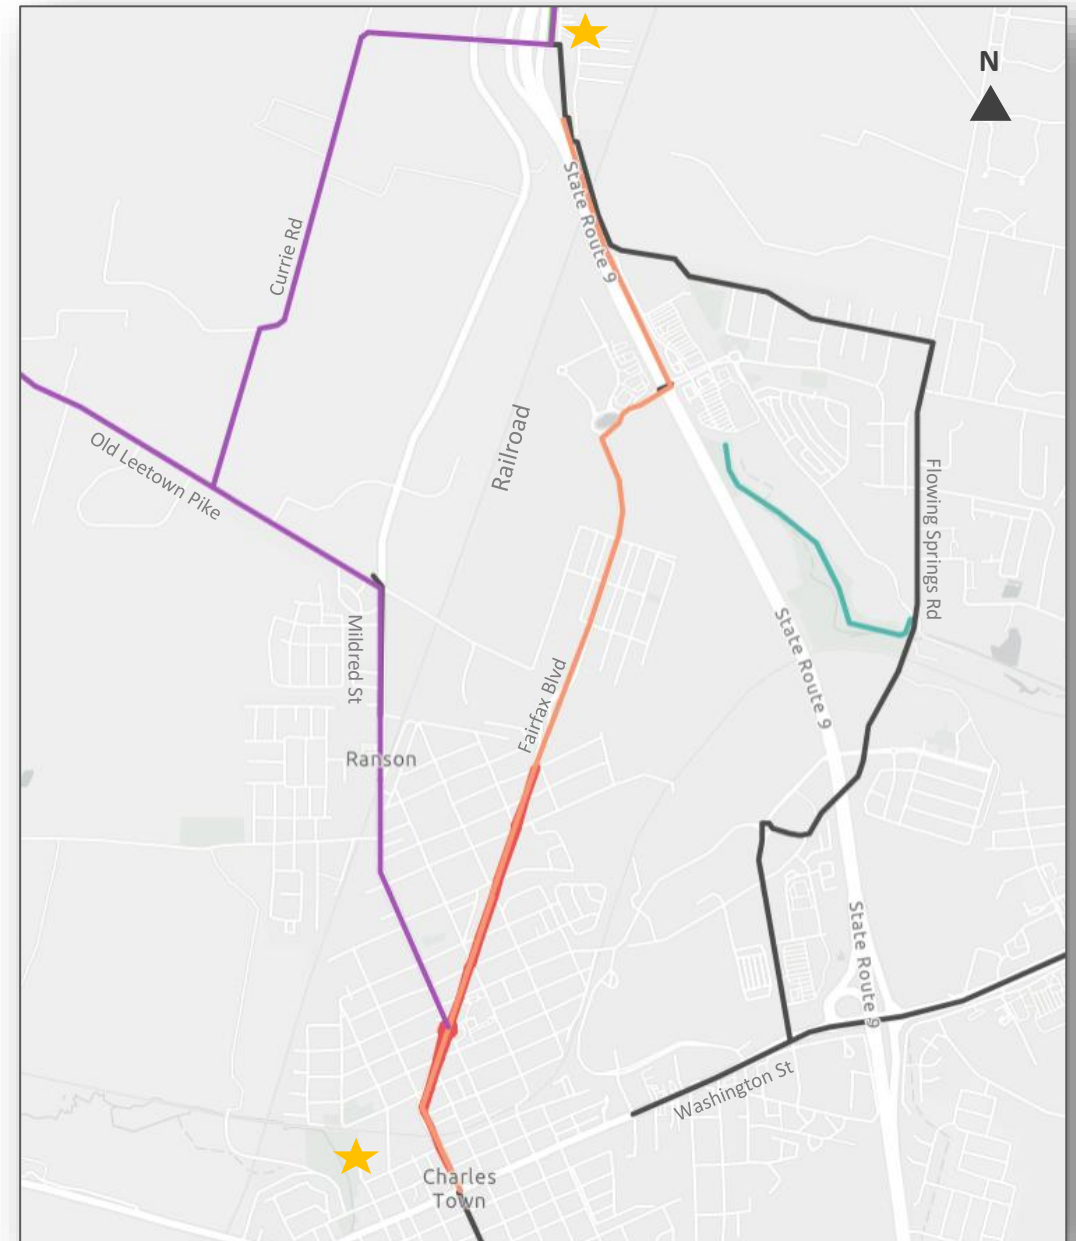 N
State Route 9
Currie Rd
Railroad
Old Leetown Pike
Flowing Springs Rd
Mildred St
State Route 9
Fairfax Blvd
Ranson
State Route 9
Washington St
Charles
Town